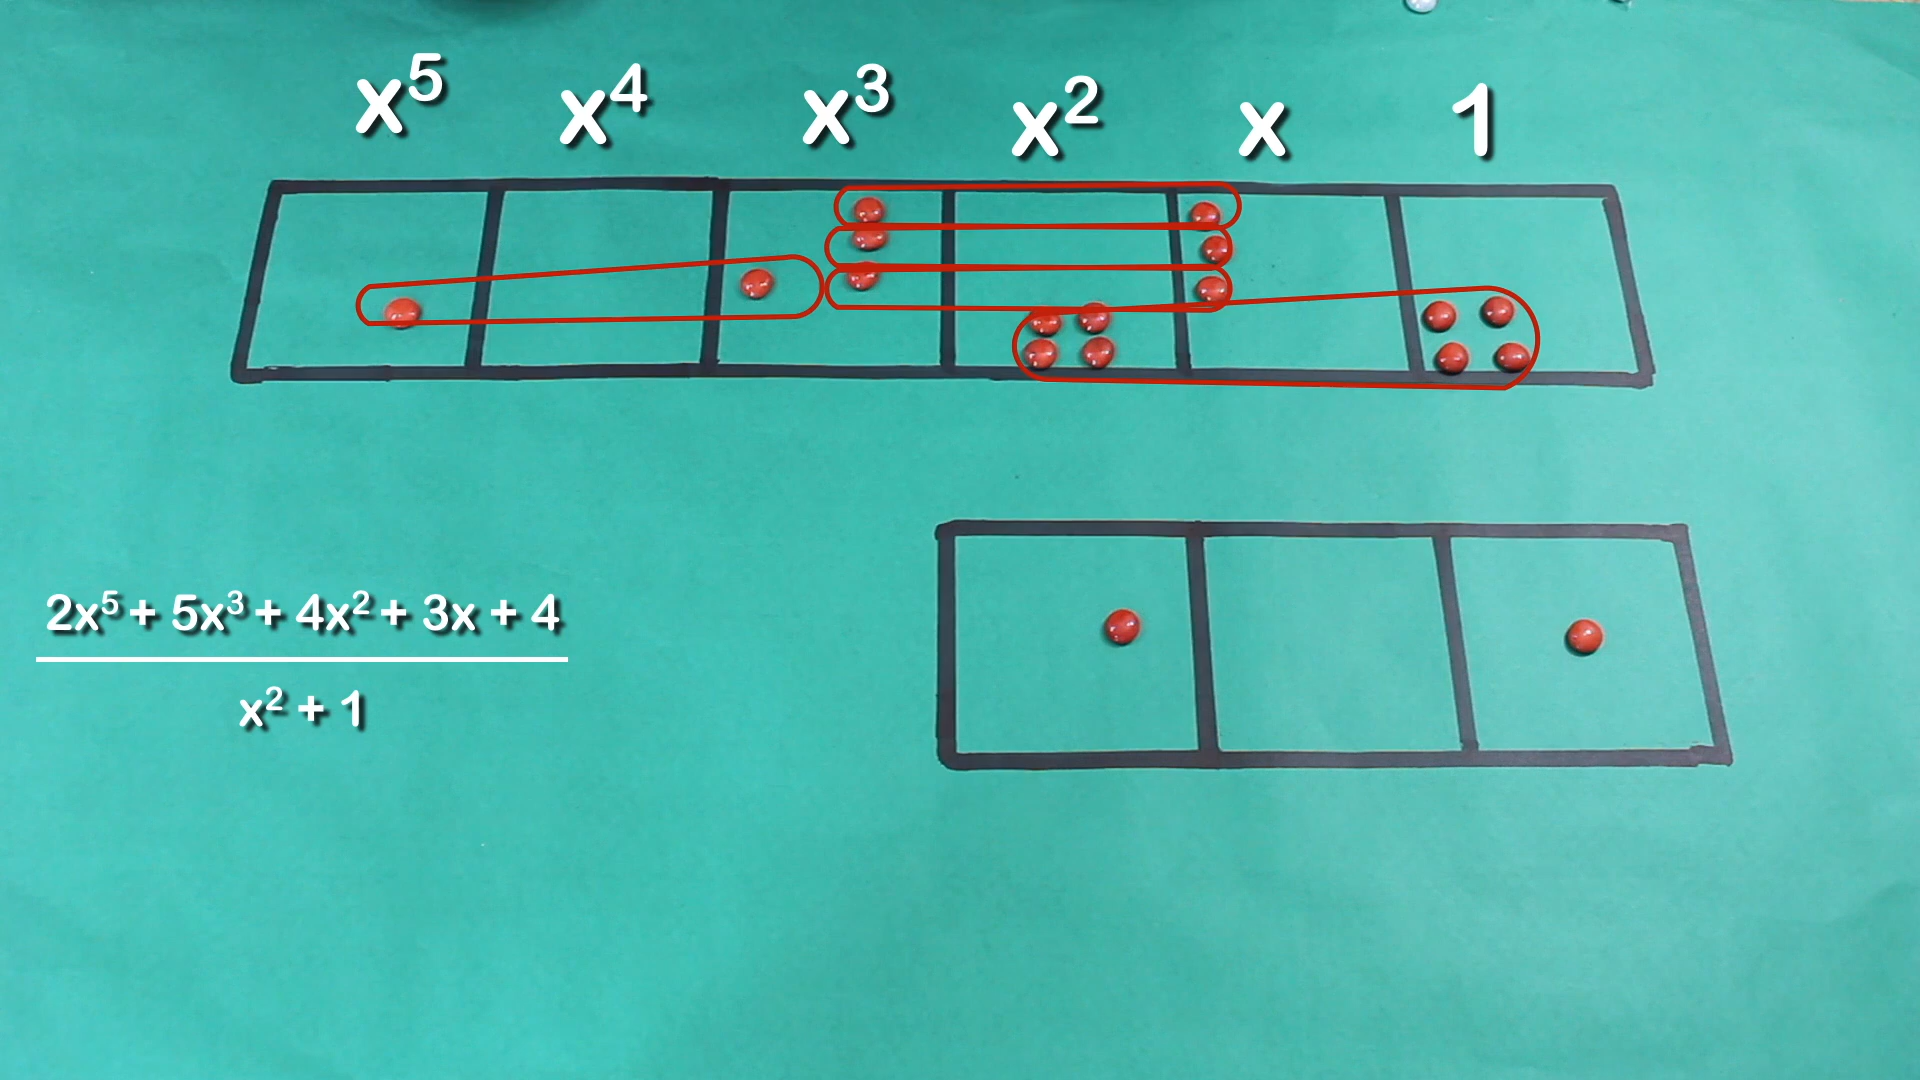 x⁵ x⁴ x³ x² x 1
2x⁵ + 5x³ + 4x² + 3x + 4
x² + 1